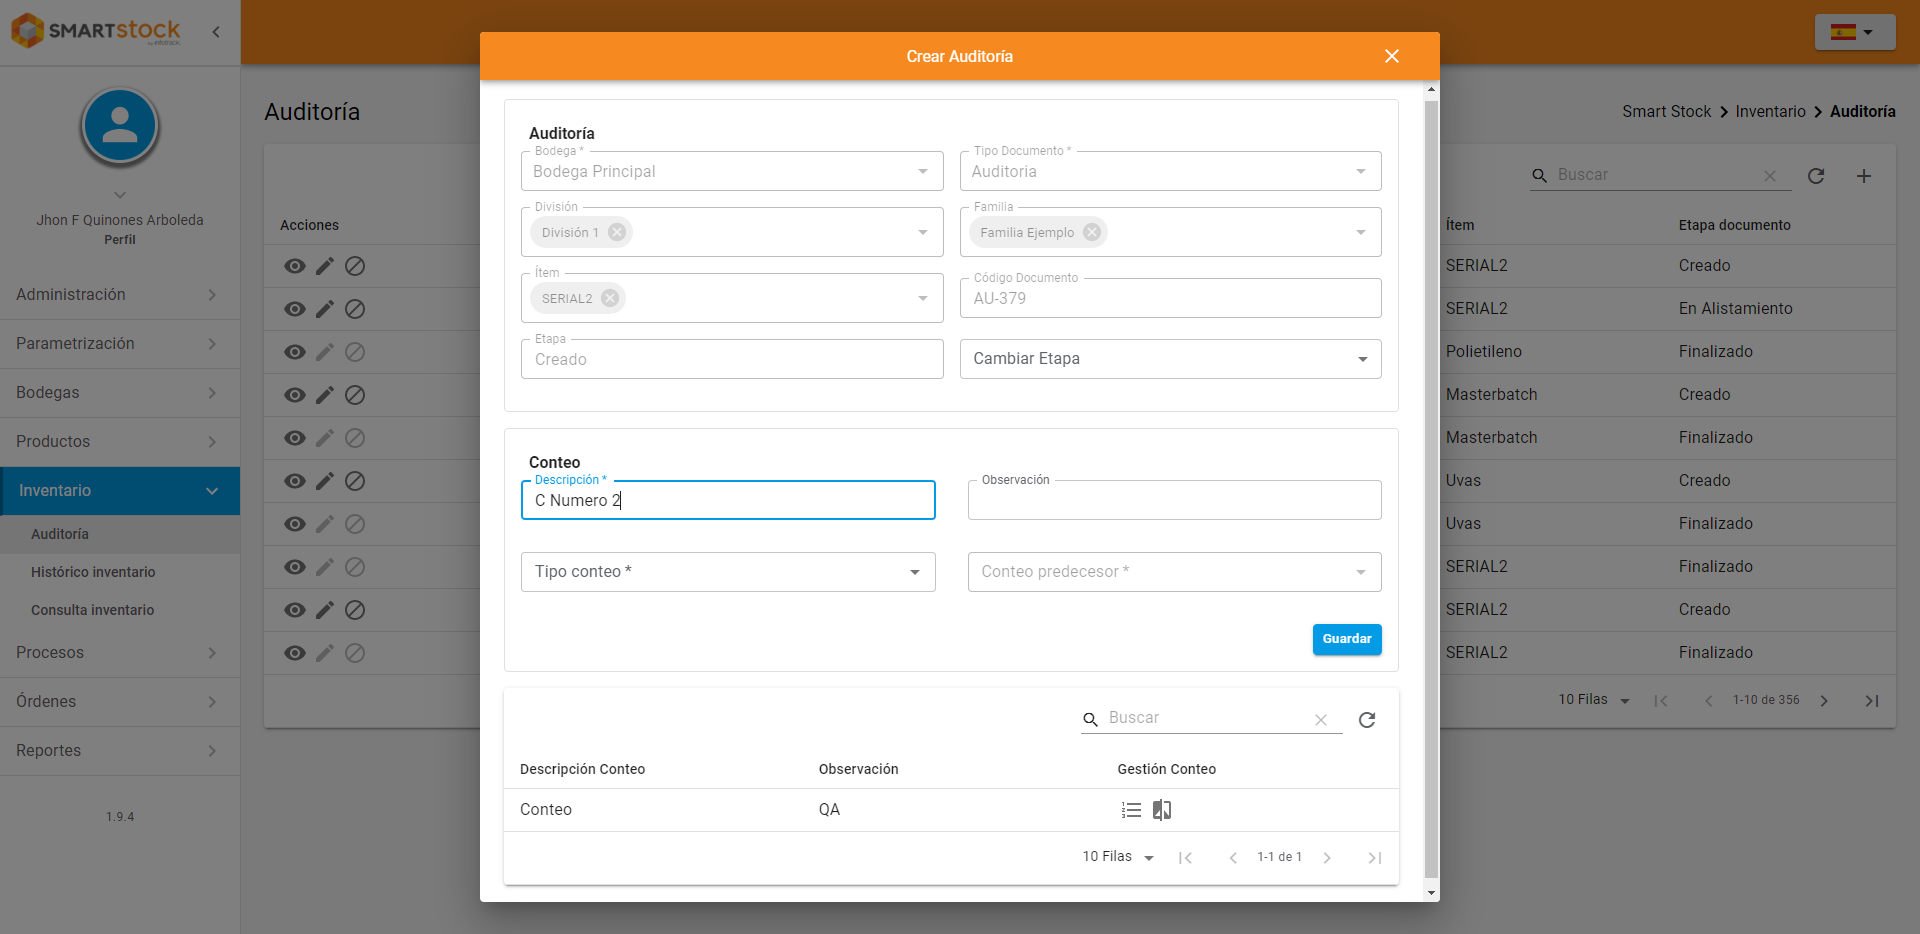 SMARTSTOCK
by infotrack
Jhon F Quinones Arboleda
Perfil
Administración
Parametrización
Bodegas
Productos
Inventario
Auditoría
Histórico inventario
Consulta inventario
Procesos
Órdenes
Reportes
1.9.4
Auditoría
Smart Stock > Inventario > Auditoría
Buscar
Acciones
Ítem Etapa documento
SERIAL2 Creado
SERIAL2 En Alistamiento
Polietileno Finalizado
Masterbatch Creado
Masterbatch Finalizado
Uvas Creado
Uvas Finalizado
SERIAL2 Finalizado
SERIAL2 Creado
SERIAL2 Finalizado
10 Filas 1-10 de 356
Crear Auditoría
Auditoría
Bodega * Tipo Documento *
Bodega Principal Auditoria
División Familia
División 1 Familia Ejemplo
Ítem Código Documento
SERIAL2 AU-379
Etapa
Creado Cambiar Etapa
Conteo
Descripción * Observación
C Numero 2
Tipo conteo * Conteo predecesor *
Guardar
Buscar
Descripción Conteo Observación Gestión Conteo
Conteo QA
10 Filas 1-1 de 1